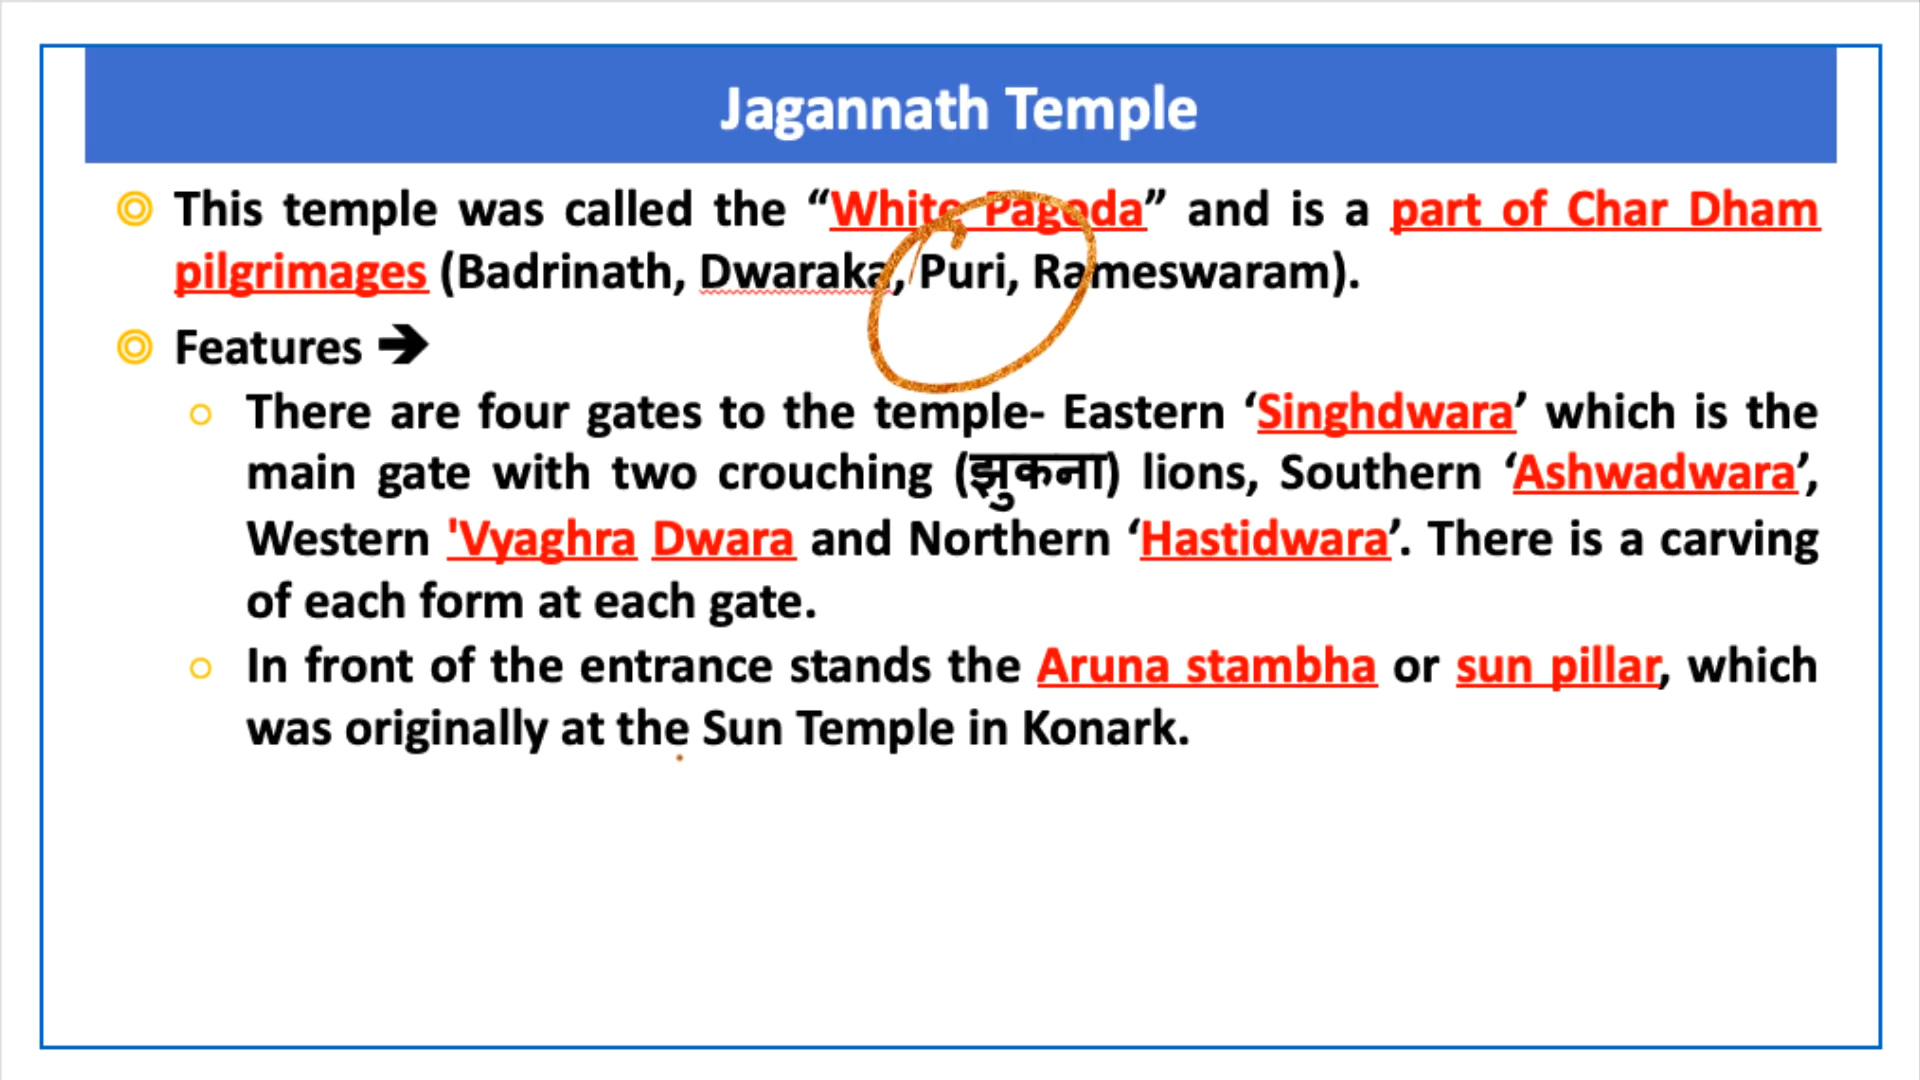 Jagannath Temple
This temple was called the “White Pagoda” and is a part of Char Dham
pilgrimages (Badrinath, Dwaraka, Puri, Rameswaram).
Features ➔
There are four gates to the temple- Eastern ‘Singhdwara’ which is the
main gate with two crouching (झुकना) lions, Southern ‘Ashwadwara’,
Western 'Vyaghra Dwara and Northern ‘Hastidwara’. There is a carving
of each form at each gate.
In front of the entrance stands the Aruna stambha or sun pillar, which
was originally at the Sun Temple in Konark.